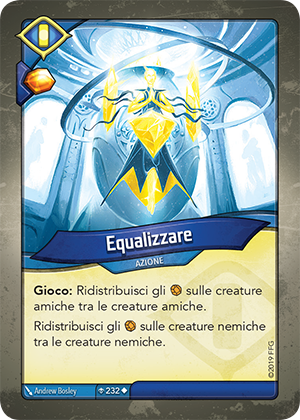 Equalizzare
AZIONE
Gioco: Ridistribuisci gli sulle creature
amiche tra le creature amiche.
Ridistribuisci gli sulle creature nemiche
tra le creature nemiche.
©2019 FFG
Andrew Bosley
232